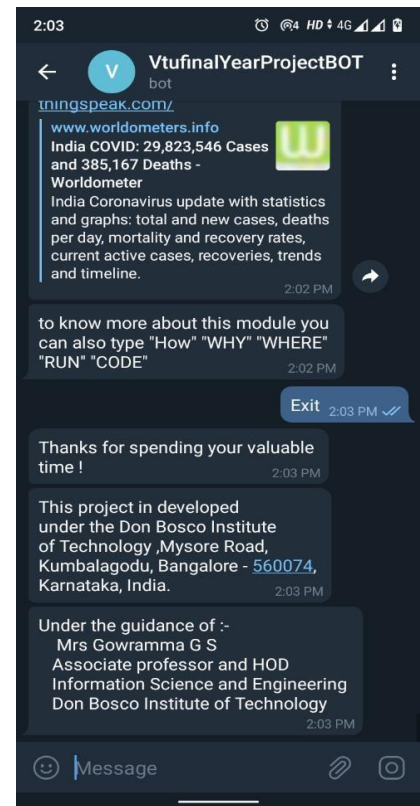 2:03
4 HD 4G
V
VtufinalYearProjectBOT
bot
thingspeak.com/
www.worldometers.info
India COVID: 29,823,546 Cases
and 385,167 Deaths -
Worldometer
India Coronavirus update with statistics
and graphs: total and new cases, deaths
per day, mortality and recovery rates,
current active cases, recoveries, trends
and timeline.
2:02 PM
to know more about this module you
can also type "How" "WHY" "WHERE"
"RUN" "CODE"
2:02 PM
Exit 2:03 PM
Thanks for spending your valuable
time !
2:03 PM
This project in developed
under the Don Bosco Institute
of Technology ,Mysore Road,
Kumbalagodu, Bangalore - 560074,
Karnataka, India.
2:03 PM
Under the guidance of :-
Mrs Gowramma G S
Associate professor and HOD
Information Science and Engineering
Don Bosco Institute of Technology
2:03 PM
Message